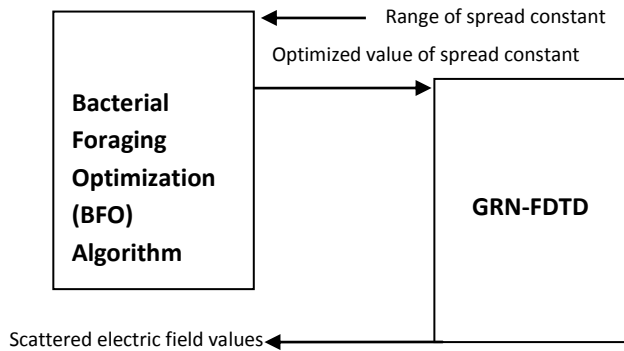 Range of spread constant
Optimized value of spread constant
Bacterial
Foraging
Optimization
(BFO)
Algorithm
GRN-FDTD
Scattered electric field values